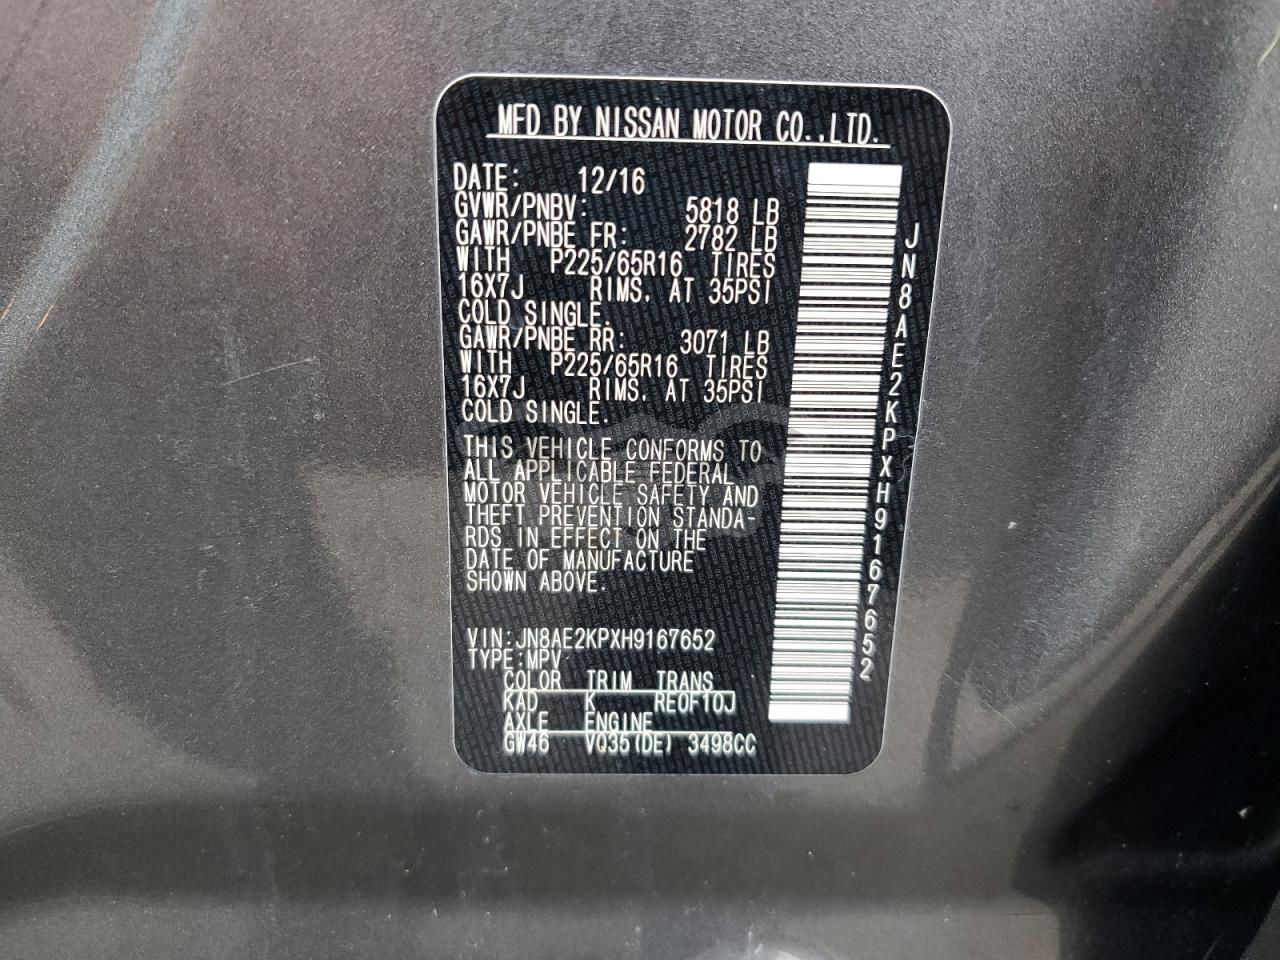 MFD BY NISSAN MOTOR CO.,LTD.
DATE: 12/16
GVWR/PNBV: 5818 LB
GAWR/PNBE FR: 2782 LB
WITH P225/65R16 TIRES
16X7J RIMS. AT 35PSI
COLD SINGLE.
GAWR/PNBE RR: 3071 LB
WITH P225/65R16 TIRES
16X7J RIMS. AT 35PSI
COLD SINGLE.
THIS VEHICLE CONFORMS TO
ALL APPLICABLE FEDERAL
MOTOR VEHICLE SAFETY AND
THEFT PREVENTION STANDA-
RDS IN EFFECT ON THE
DATE OF MANUFACTURE
SHOWN ABOVE.
VIN:JN8AE2KPXH9167652
TYPE:MPV
COLOR TRIM TRANS
KAD K RE0F10J
AXLE ENGINE
GW46 VQ35(DE) 3498CC
JN8AE2KPXH9167652